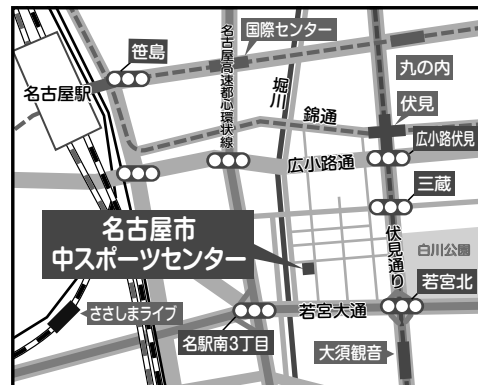 国際センター
笹島
丸の内
名古屋駅
名古屋高速都心環状線
堀川
錦通
伏見
広小路通
広小路伏見
三蔵
名古屋市
中スポーツセンター
伏見通り
白川公園
若宮北
ささしまライブ
若宮大通
名駅南3丁目
大須観音